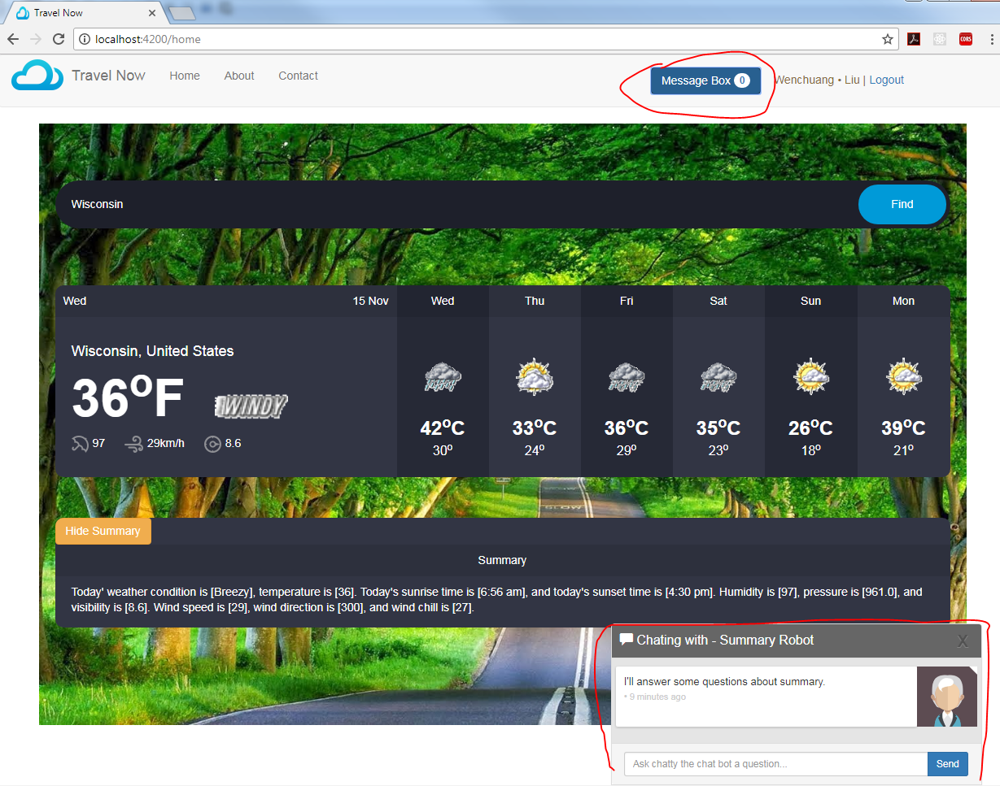 Travel Now
localhost:4200/home
CORS
Travel Now Home About Contact
Message Box 0
Wenchuang • Liu | Logout
Wisconsin
Find
Wed 15 Nov
Wed Thu Fri Sat Sun Mon
Wisconsin, United States
36ºF WINDY
97 29km/h 8.6
42ºC 33ºC 36ºC 35ºC 26ºC 39ºC
30º 24º 29º 23º 18º 21º
SLOW
Hide Summary
Summary
Today' weather condition is [Breezy], temperature is [36]. Today's sunrise time is [6:56 am], and today's sunset time is [4:30 pm]. Humidity is [97], pressure is [961.0], and
visibility is [8.6]. Wind speed is [29], wind direction is [300], and wind chill is [27].
Chating with - Summary Robot X
I'll answer some questions about summary.
• 9 minutes ago
Ask chatty the chat bot a question...
Send